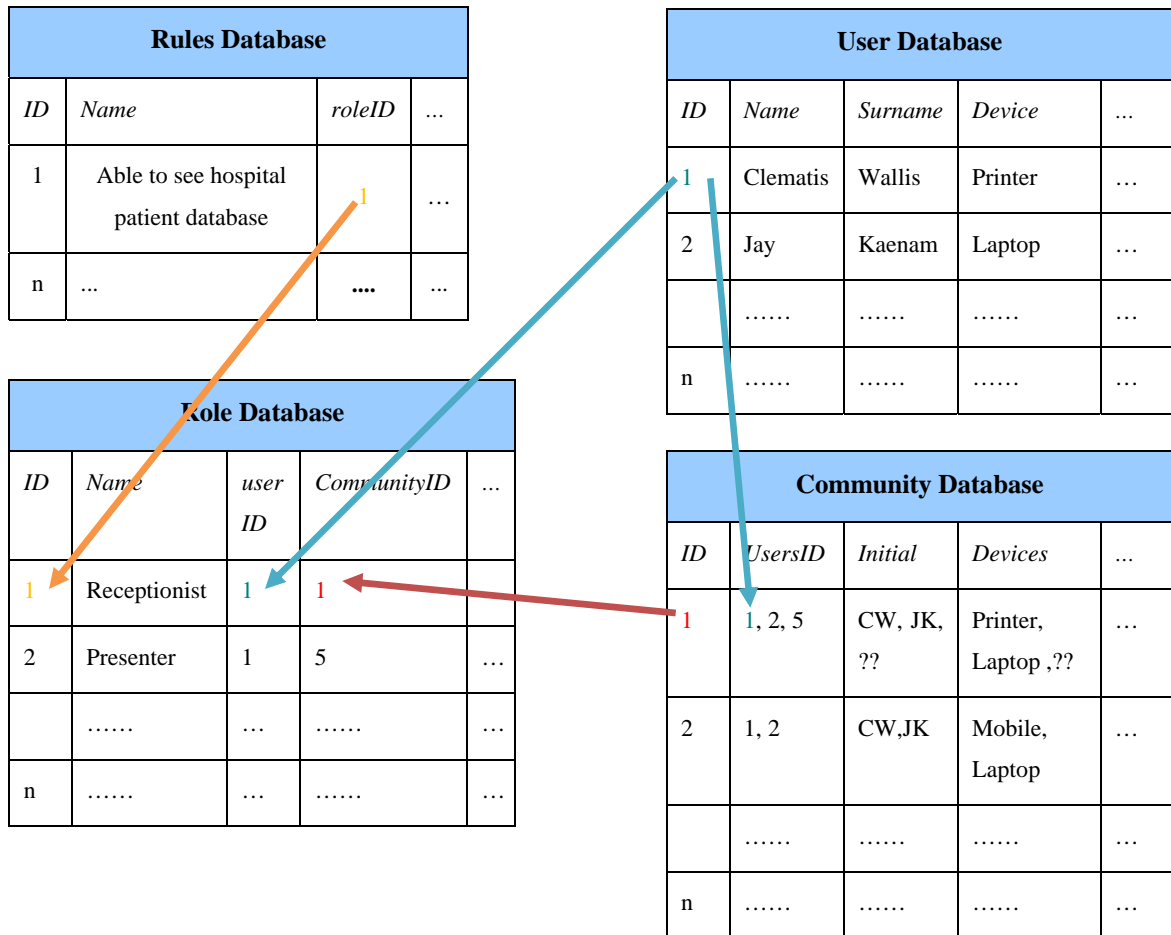 Rules Database
ID Name roleID ...
1 Able to see hospital patient database 1 …
n ... .... ...
User Database
ID Name Surname Device ...
1 Clematis Wallis Printer …
2 Jay Kaenam Laptop …
…… …… …… …
n …… …… …… …
Role Database
ID Name user ID CommunityID ...
1 Receptionist 1 1
2 Presenter 1 5 …
…… … …… …
n …… … …… …
Community Database
ID UsersID Initial Devices ...
1 1, 2, 5 CW, JK, ?? Printer, Laptop ,?? …
2 1, 2 CW,JK Mobile, Laptop …
…… …… …… …
n …… …… …… …